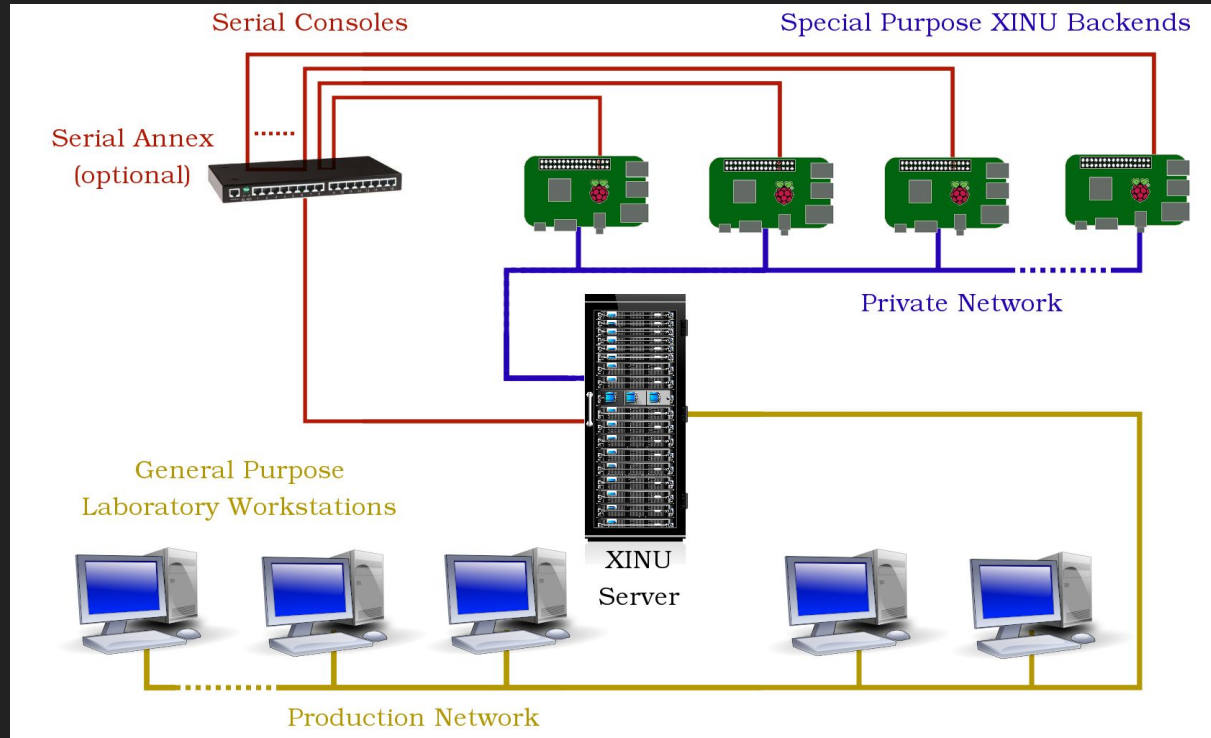 Serial Consoles
Special Purpose XINU Backends
Serial Annex
(optional)
Private Network
General Purpose
Laboratory Workstations
XINU
Server
Production Network